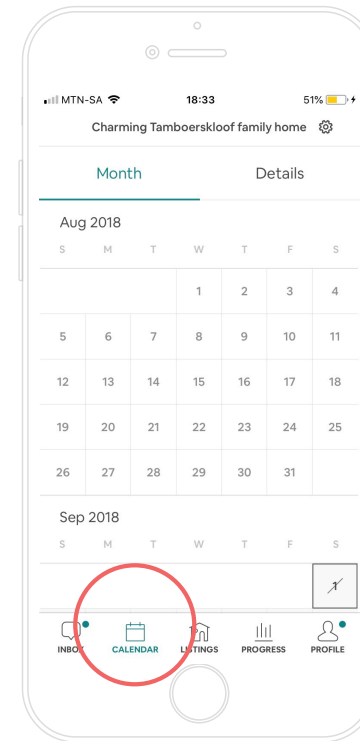 MTN-SA 18:33 51%
Charming Tamboerskloof family home
Month Details
Aug 2018
S M T W T F S
1 2 3 4
5 6 7 8 9 10 11
12 13 14 15 16 17 18
19 20 21 22 23 24 25
26 27 28 29 30 31
Sep 2018
S M T W T F S
1
INBOX CALENDAR LISTINGS PROGRESS PROFILE